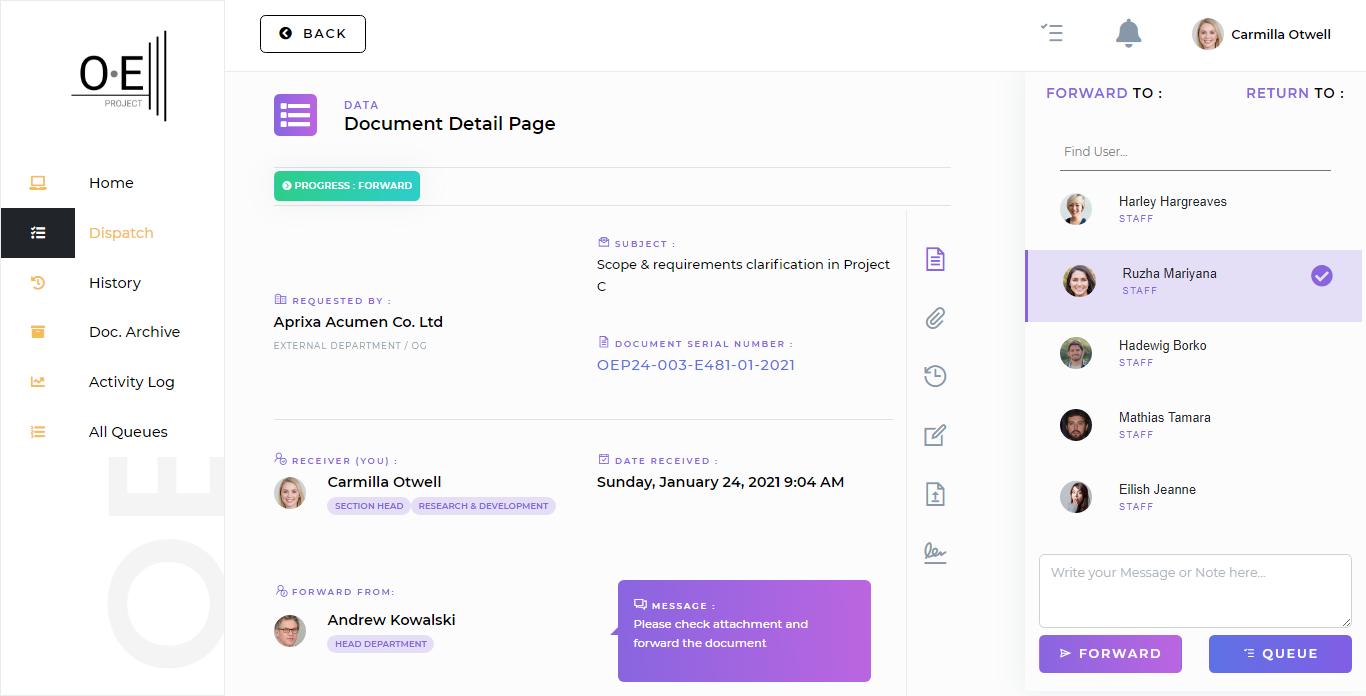 O·E
PROJECT
Home
Dispatch
History
Doc. Archive
Activity Log
All Queues
OE
BACK
Carmilla Otwell
DATA
Document Detail Page
PROGRESS : FORWARD
REQUESTED BY :
Aprixa Acumen Co. Ltd
EXTERNAL DEPARTMENT / OG
SUBJECT :
Scope & requirements clarification in Project
C
DOCUMENT SERIAL NUMBER :
OEP24-003-E481-01-2021
RECEIVER (YOU) :
Carmilla Otwell
SECTION HEAD RESEARCH & DEVELOPMENT
DATE RECEIVED :
Sunday, January 24, 2021 9:04 AM
FORWARD FROM:
Andrew Kowalski
HEAD DEPARTMENT
MESSAGE :
Please check attachment and
forward the document
FORWARD TO :
RETURN TO :
Find User...
Harley Hargreaves
STAFF
Ruzha Mariyana
STAFF
Hadewig Borko
STAFF
Mathias Tamara
STAFF
Eilish Jeanne
STAFF
Write your Message or Note here...
FORWARD
QUEUE